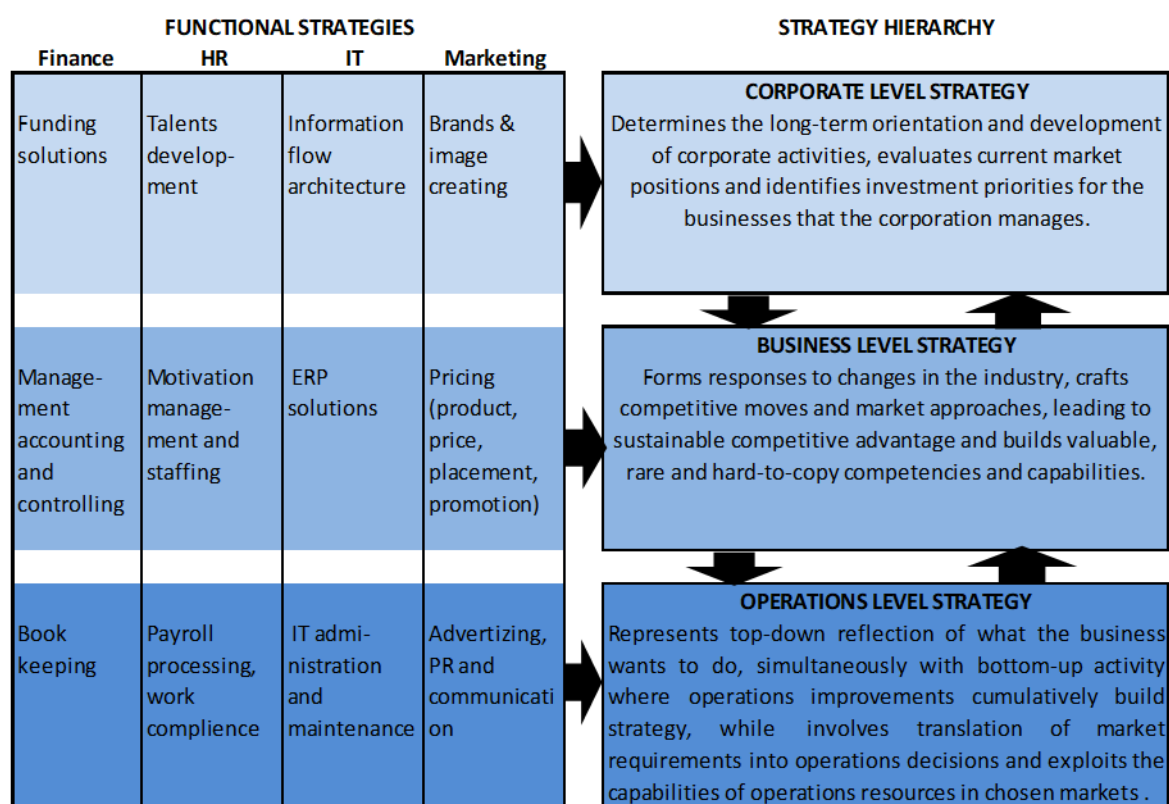 FUNCTIONAL STRATEGIES
STRATEGY HIERARCHY
Finance
HR
IT
Marketing
Funding
solutions
Talents
develop-
ment
Information
flow
architecture
Brands &
image
creating
CORPORATE LEVEL STRATEGY
Determines the long-term orientation and development
of corporate activities, evaluates current market
positions and identifies investment priorities for the
businesses that the corporation manages.
Manage-
ment
accounting
and
controlling
Motivation
manage-
ment and
staffing
ERP
solutions
Pricing
(product,
price,
placement,
promotion)
BUSINESS LEVEL STRATEGY
Forms responses to changes in the industry, crafts
competitive moves and market approaches, leading to
sustainable competitive advantage and builds valuable,
rare and hard-to-copy competencies and capabilities.
Book
keeping
Payroll
processing,
work
complience
IT admi-
nistration
and
maintenance
Advertizing,
PR and
communicati
on
OPERATIONS LEVEL STRATEGY
Represents top-down reflection of what the business
wants to do, simultaneously with bottom-up activity
where operations improvements cumulatively build
strategy, while involves translation of market
requirements into operations decisions and exploits the
capabilities of operations resources in chosen markets .